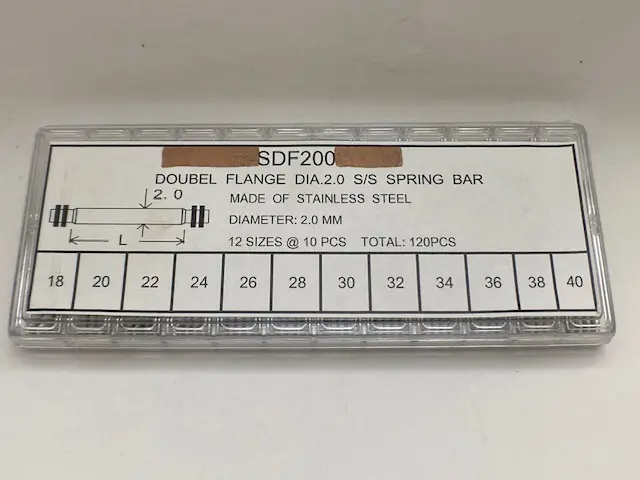 SDF200
DOUBEL FLANGE DIA.2.0 S/S SPRING BAR
2.0
MADE OF STAINLESS STEEL
DIAMETER: 2.0 MM
L
12 SIZES @ 10 PCS TOTAL: 120PCS
18 20 22 24 26 28 30 32 34 36 38 40